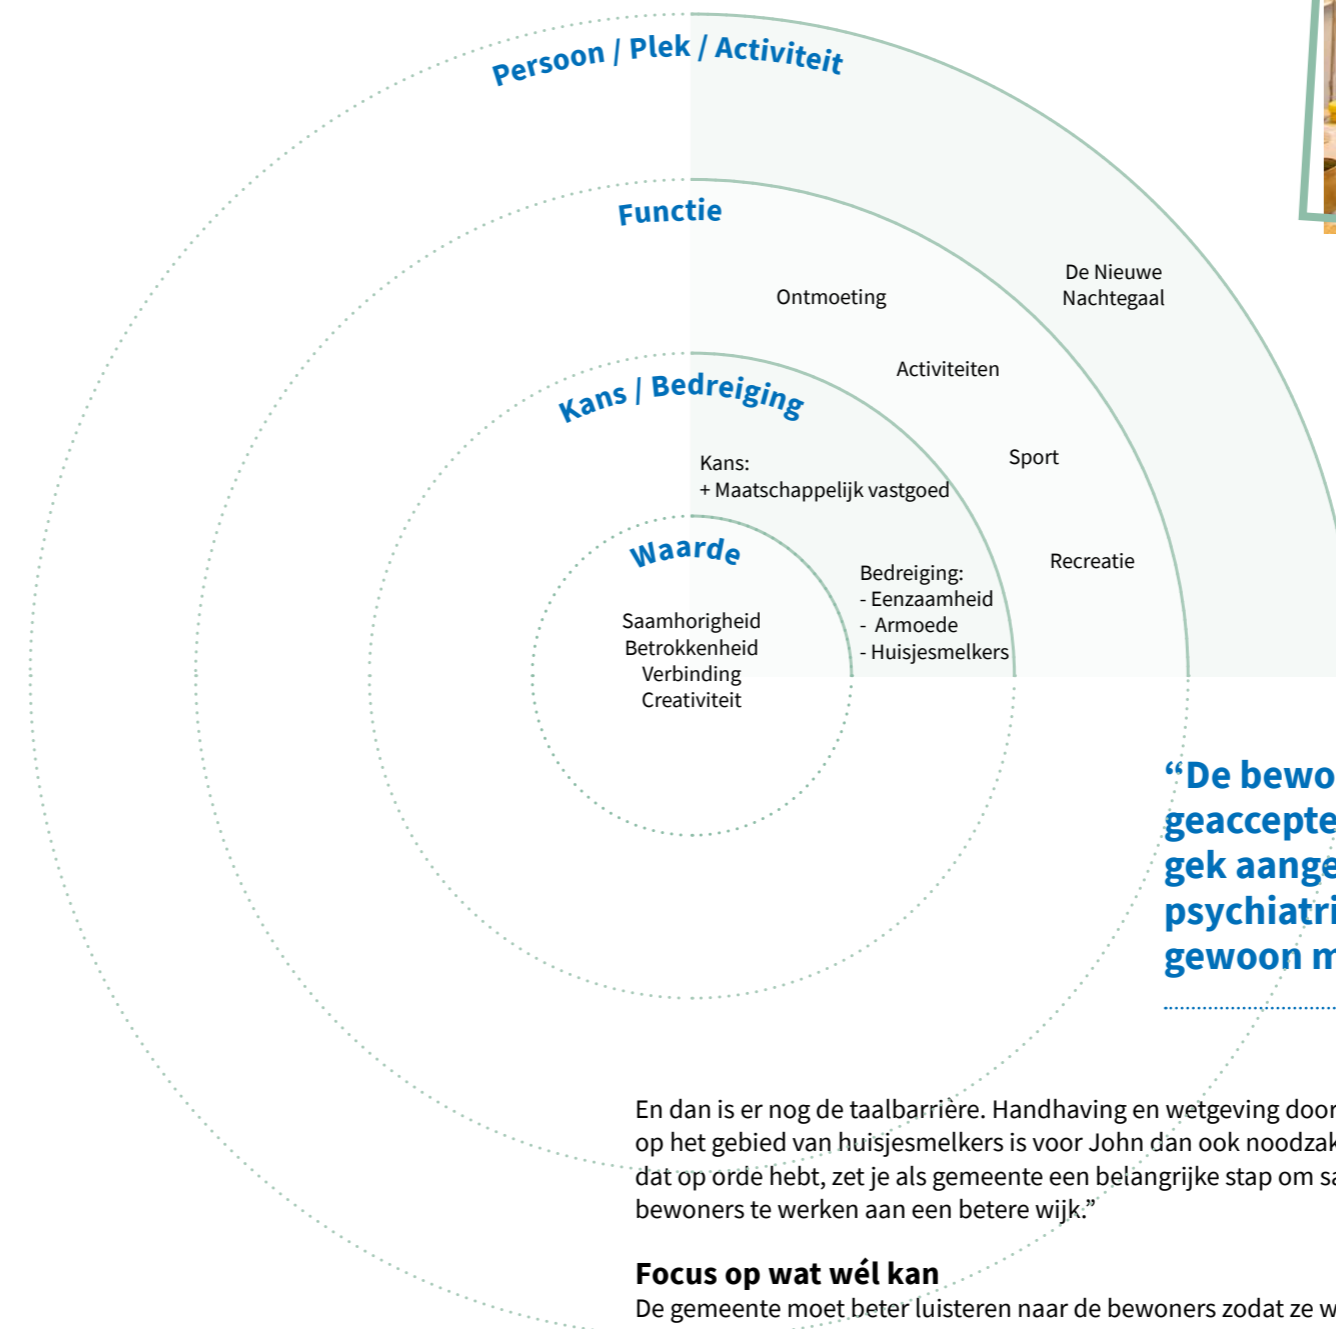 Persoon / Plek / Activiteit
Functie
De Nieuwe
Nachtegaal
Ontmoeting
Activiteiten
Kans / Bedreiging
Sport
Kans:
+ Maatschappelijk vastgoed
Waarde
Recreatie
Bedreiging:
- Eenzaamheid
- Armoede
- Huisjesmelkers
Saamhorigheid
Betrokkenheid
Verbinding
Creativiteit
“De bewo
geaccepte
gek aange
psychiatri
gewoon m
En dan is er nog de taalbarrière. Handhaving en wetgeving door
op het gebied van huisjesmelkers is voor John dan ook noodzak
dat op orde hebt, zet je als gemeente een belangrijke stap om sa
bewoners te werken aan een betere wijk.”
Focus op wat wél kan
De gemeente moet beter luisteren naar de bewoners zodat ze w